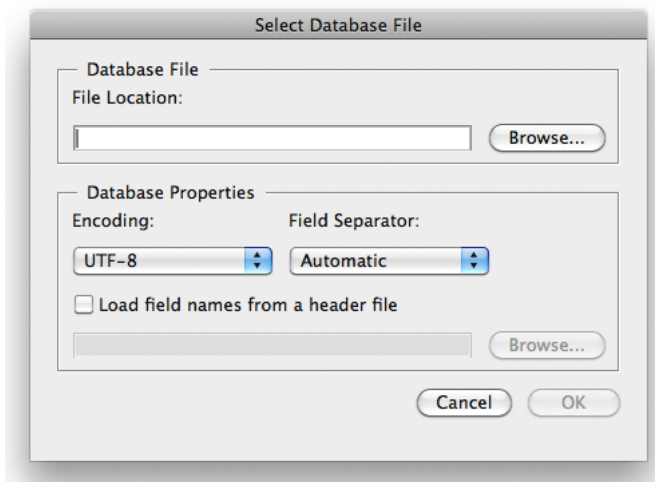 Select Database File
Database File
File Location:
Browse...
Database Properties
Encoding: Field Separator:
UTF-8 Automatic
Load field names from a header file
Browse...
Cancel OK